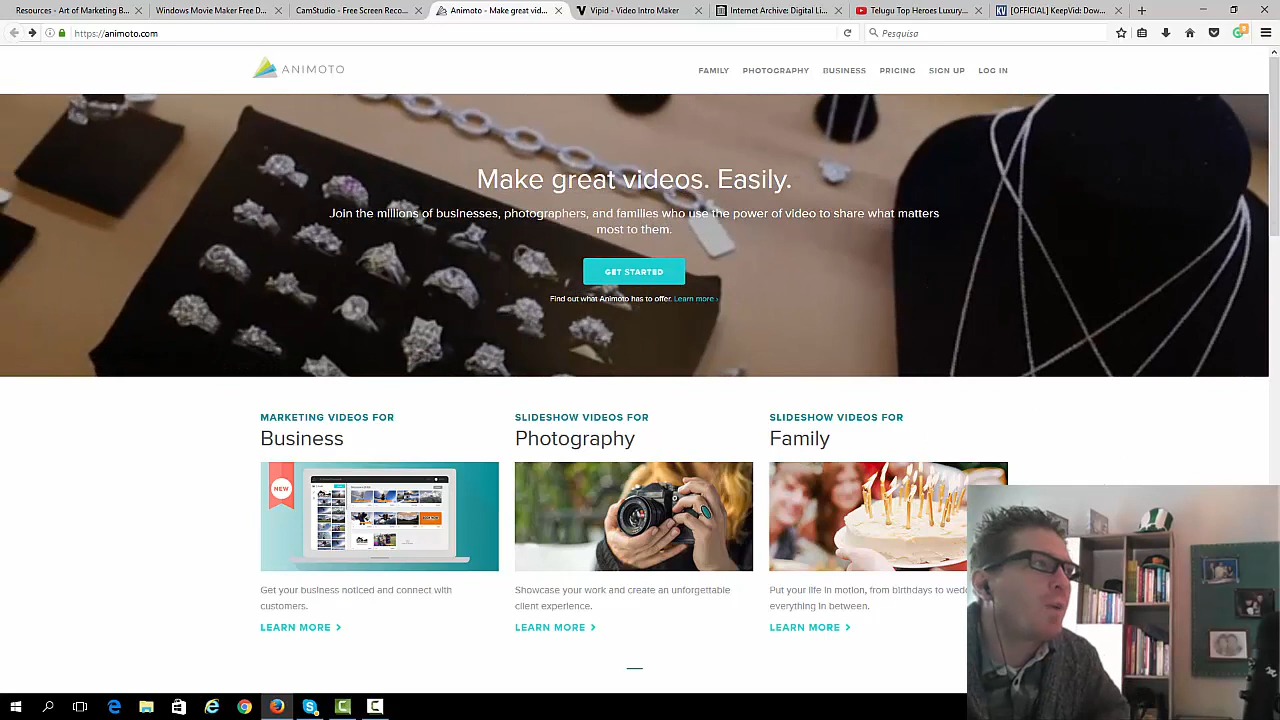 Resources - Art of Marketing B...
Windows Movie Maker Free D...
CamStudio - Free Screen Reco...
Animoto - Make great vid...
Vipid - Video Intro Maker
Internet Archive: Digital Li...
Telugu Top Heroes Luxury...
KV [OFFICIAL] KeepVid: Dow...
https://animoto.com
Pesquisa
ANIMOTO
FAMILY
PHOTOGRAPHY
BUSINESS
PRICING
SIGN UP
LOG IN
Make great videos. Easily.
Join the millions of businesses, photographers, and families who use the power of video to share what matters
most to them.
GET STARTED
Find out what Animoto has to offer. Learn more ›
MARKETING VIDEOS FOR
Business
NEW
Get your business noticed and connect with
customers.
LEARN MORE >
SLIDESHOW VIDEOS FOR
Photography
Showcase your work and create an unforgettable
client experience.
LEARN MORE >
SLIDESHOW VIDEOS FOR
Family
Put your life in motion, from birthdays to wedd
everything in between.
LEARN MORE >